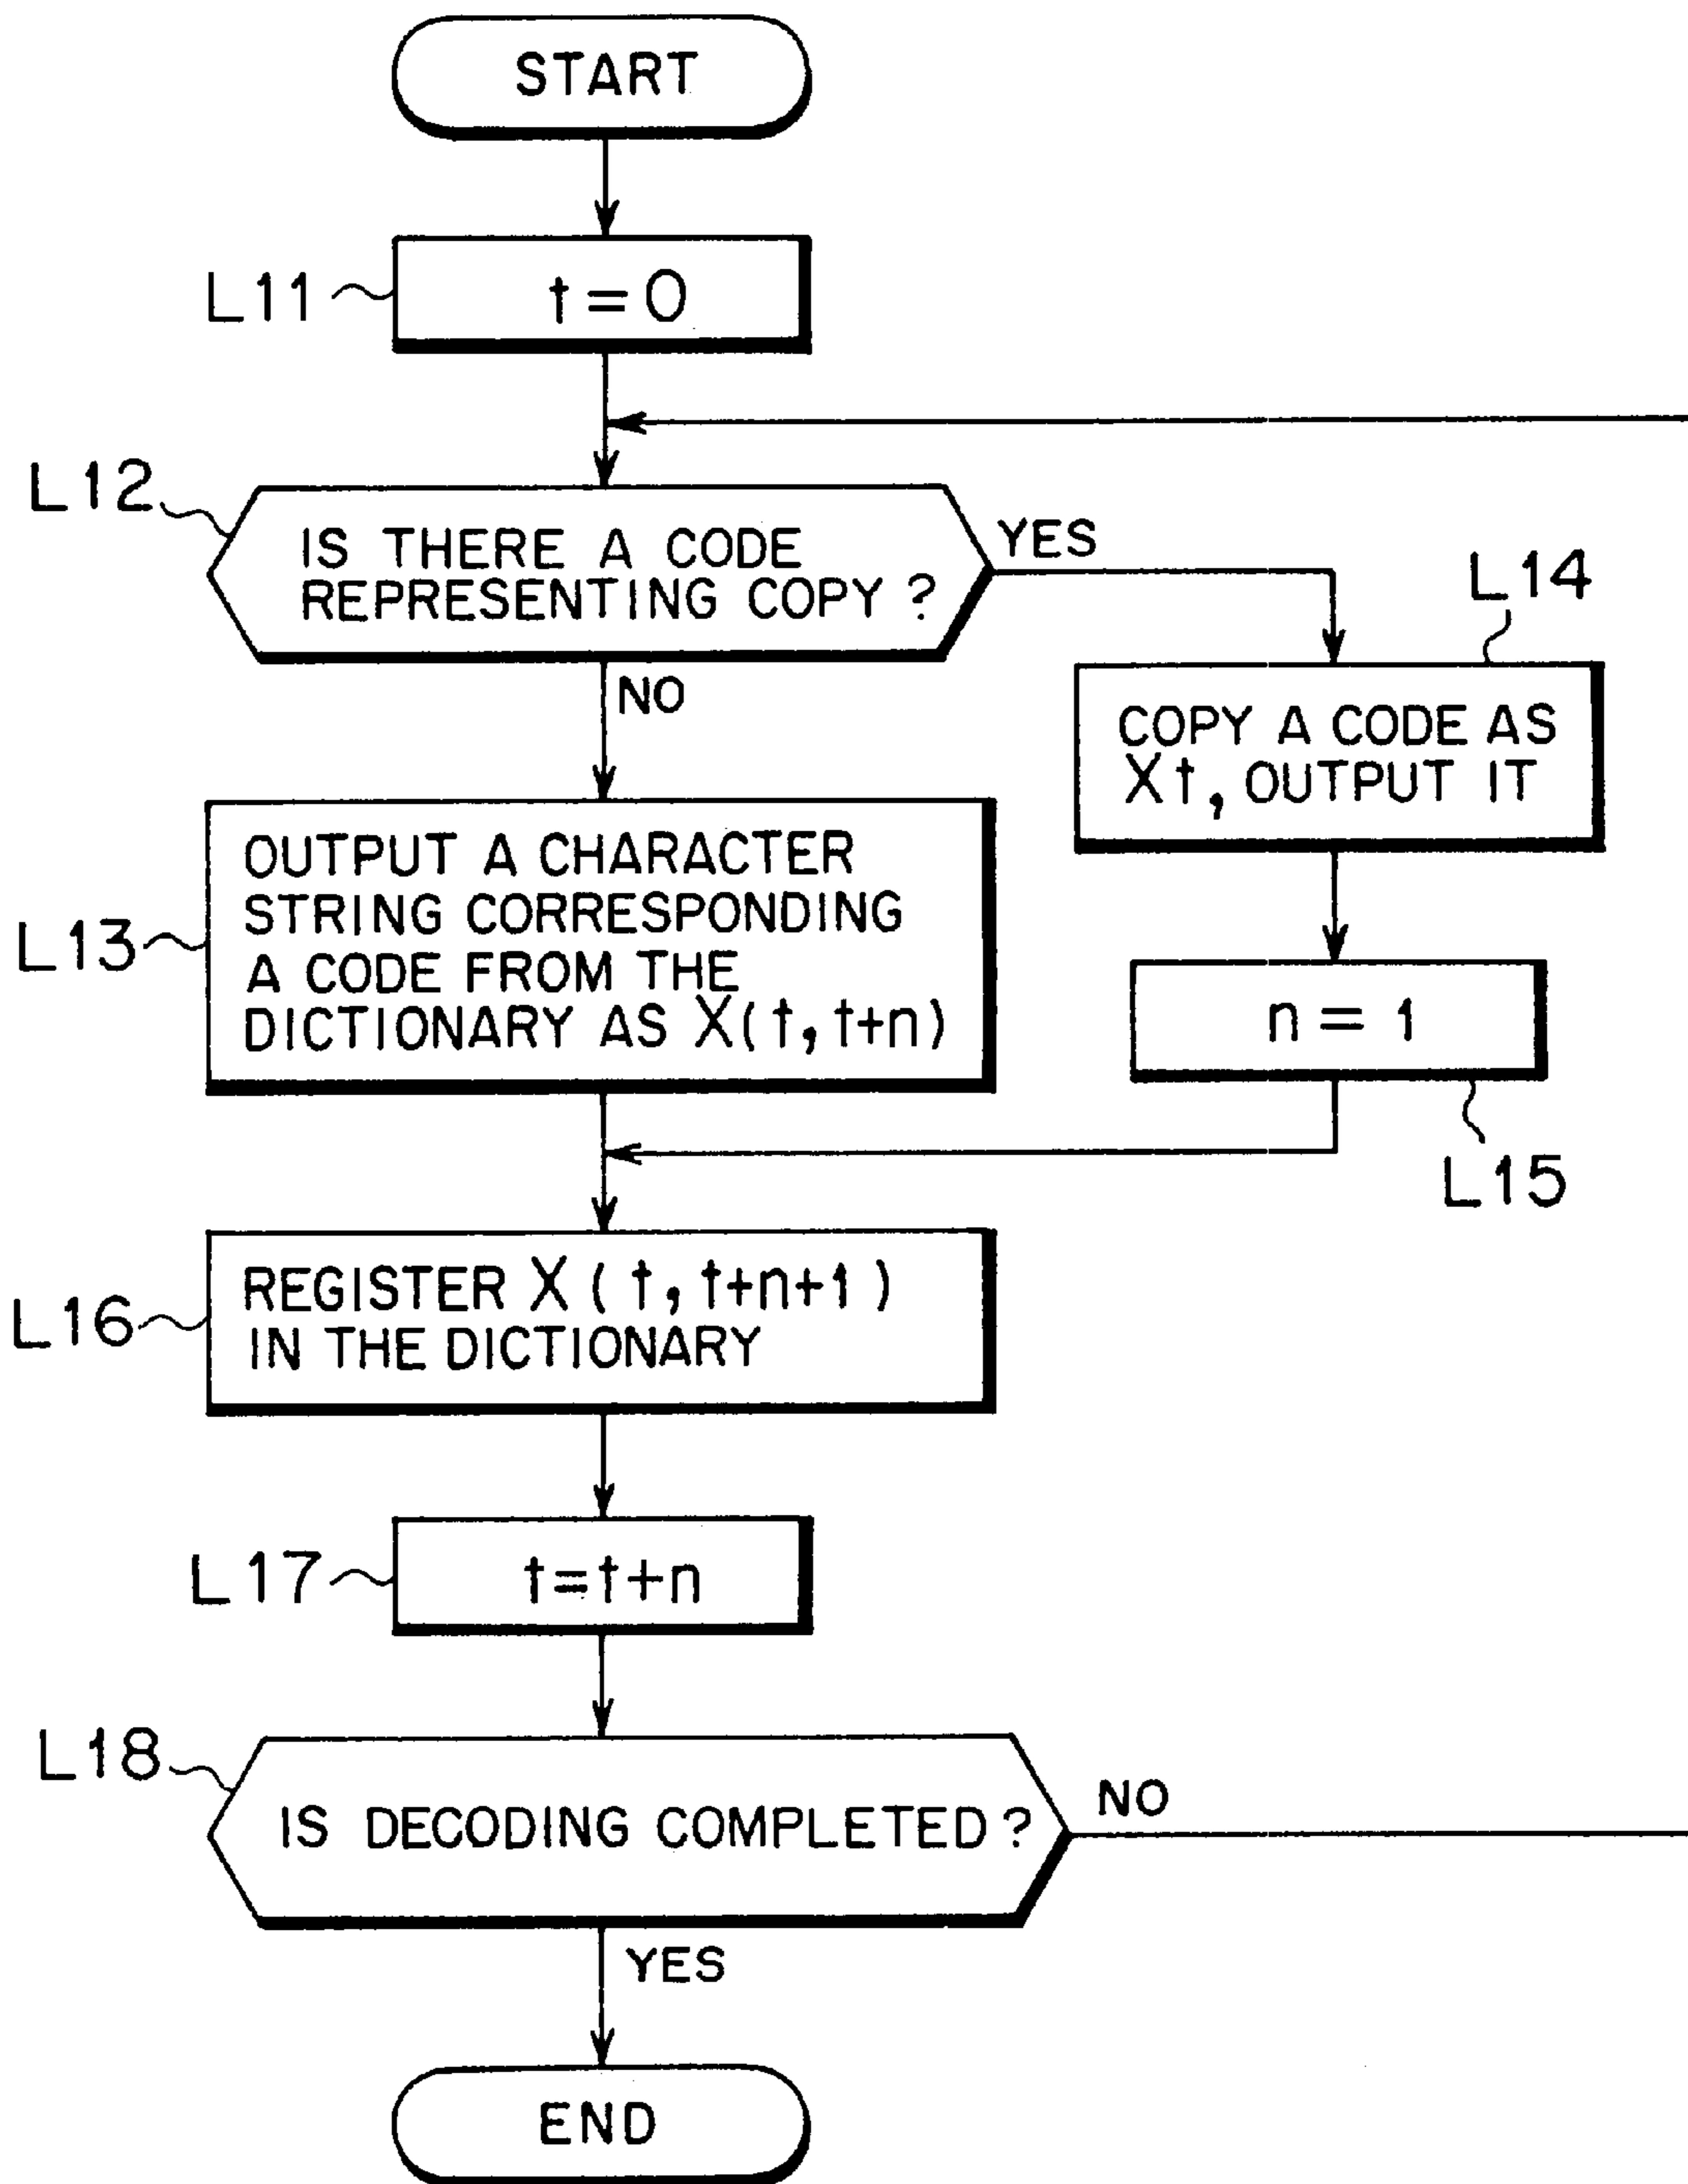 START
L11
t = 0
L12
IS THERE A CODE
REPRESENTING COPY ?
YES
NO
L14
COPY A CODE AS
Xt, OUTPUT IT
L13
OUTPUT A CHARACTER
STRING CORRESPONDING
A CODE FROM THE
DICTIONARY AS X(t, t+n)
n = 1
L15
L16
REGISTER X ( t, t+n+1 )
IN THE DICTIONARY
L17
t=t+n
L18
IS DECODING COMPLETED ?
NO
YES
END